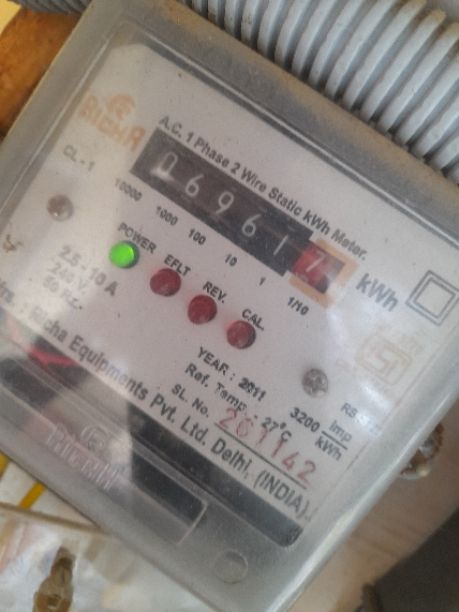 RICHA
A.C. 1 Phase 2 Wire Static kWh Meter.
CL-1
069617
kWh
10000 1000 100 10 1 1/10
POWER EFLT REV. CAL.
2.5 - 10 A
240 V
50 Hz.
YEAR : 2011
Ref. Temp : 27°C
3200 imp
kWh
SL. No. 261142
Mfrs. : Richa Equipments Pvt. Ltd. Delhi, (INDIA).